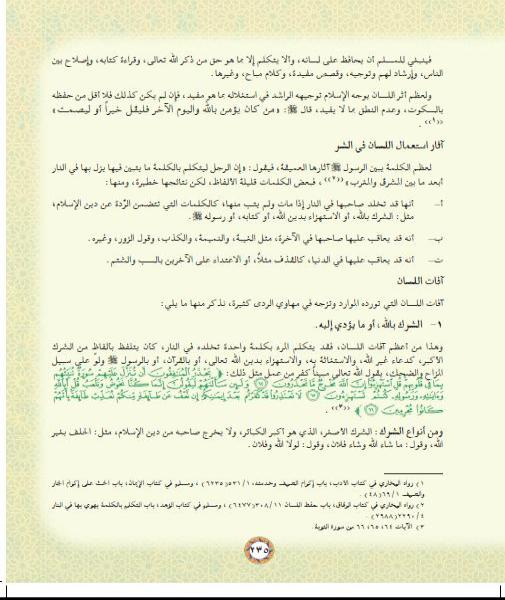 فينبغي للمسلم أن يحافظ على لسانه، وألا يتكلم إلا بما هو حق من ذكر الله تعالى، وقراءة كتابه، وإصلاح بين
الناس، وإرشاد لهم وتوجيه، وقصص مفيدة، وكلام مباح، وغيرها.
ولعظم أثر اللسان يوجه الإسلام توجيهه الراشد في استغلاله بما هو مفيد، فإن لم يكن كذلك فلا أقل من حفظه
بالسكوت، وعدم النطق بما لا يفيد، قال ﷺ: «من كان يؤمن بالله واليوم الآخر فليقل خيراً أو ليصمت»
(١).
آثار استعمال اللسان في الشر
لعظم الكلمة يبين الرسول ﷺ آثارها العميقة، فيقول: «إن الرجل ليتكلم بالكلمة ما يتبين فيها يزل بها في النار
أبعد ما بين المشرق والمغرب»(٢)، فبعض الكلمات قليلة الألفاظ، لكن نتائجها خطيرة، ومنها:
أ– أنها قد تخلد صاحبها في النار إذا مات ولم يتب منها، كالكلمات التي تتضمن الرِّدة عن دين الإسلام،
مثل: الشرك بالله، أو الاستهزاء بدين الله، أو كتابه، أو رسوله ﷺ.
ب– أنه قد يعاقب عليها صاحبها في الآخرة، مثل الغيبة، والنميمة، والكذب، وقول الزور، وغيره.
ت– أنه قد يعاقب عليها في الدنيا، كالقذف مثلاً، أو الاعتداء على الآخرين بالسب والشتم.
آفات اللسان
آفات اللسان التي تورده الموارد وتزجه في مهاوي الردى كثيرة، نذكر منها ما يلي:
١– الشرك بالله، أو ما يؤدي إليه.
وهذا من أعظم آفات اللسان، فقد يتكلم المرء بكلمة واحدة تخلده في النار، كأن يتلفظ بألفاظ من الشرك
الأكبر، كدعاء غير الله، والاستغاثة به، والاستهزاء بدين الله تعالى، أو بالقرآن، أو بالرسول ﷺ ولو على سبيل
المزاح والضحك، يقول الله تعالى مبيناً كفر من عمل مثل ذلك: ﴿يَحْذَرُ الْمُنَافِقُونَ أَن تُنَزَّلَ عَلَيْهِمْ سُورَةٌ تُنَبِّئُهُم
بِمَا فِي قُلُوبِهِمْ قُلِ اسْتَهْزِئُوا إِنَّ اللَّهَ مُخْرِجٌ مَّا تَحْذَرُونَ ﴿٦٤﴾ وَلَئِن سَأَلْتَهُمْ لَيَقُولُنَّ إِنَّمَا كُنَّا نَخُوضُ وَنَلْعَبُ قُلْ أَبِاللَّهِ
وَآيَاتِهِ وَرَسُولِهِ كُنتُمْ تَسْتَهْزِئُونَ ﴿٦٥﴾ لَا تَعْتَذِرُوا قَدْ كَفَرْتُم بَعْدَ إِيمَانِكُمْ إِن نَّعْفُ عَن طَائِفَةٍ مِّنكُمْ نُعَذِّبْ طَائِفَةً بِأَنَّهُمْ
كَانُوا مُجْرِمِينَ ﴿٦٦﴾﴾(٣).
ومن أنواع الشرك: الشرك الأصغر، الذي هو أكبر الكبائر، ولا يخرج صاحبه من دين الإسلام، مثل: الحلف بغير
الله، وقول: ما شاء الله وشاء فلان، وقول: لولا الله وفلان.
١) رواه البخاري في كتاب الأدب، باب إكرام الضيف وخدمته، ٥٣١/١ (٦٢٣٥)، ومسلم في كتاب الإيمان، باب الحث على إكرام الجار
والضيف ٦٩/١ (٤٨).
٢) رواه البخاري في كتاب الرقاق، باب حفظ اللسان ٣٠٨/١١ (٦٤٧٧)، ومسلم في كتاب الزهد، باب التكلم بالكلمة يهوي بها في النار
٤/٢٢٩٠ (٢٩٨٨).
٣) الآيات ٦٤، ٦٥، ٦٦ من سورة التوبة.
٢٣٥